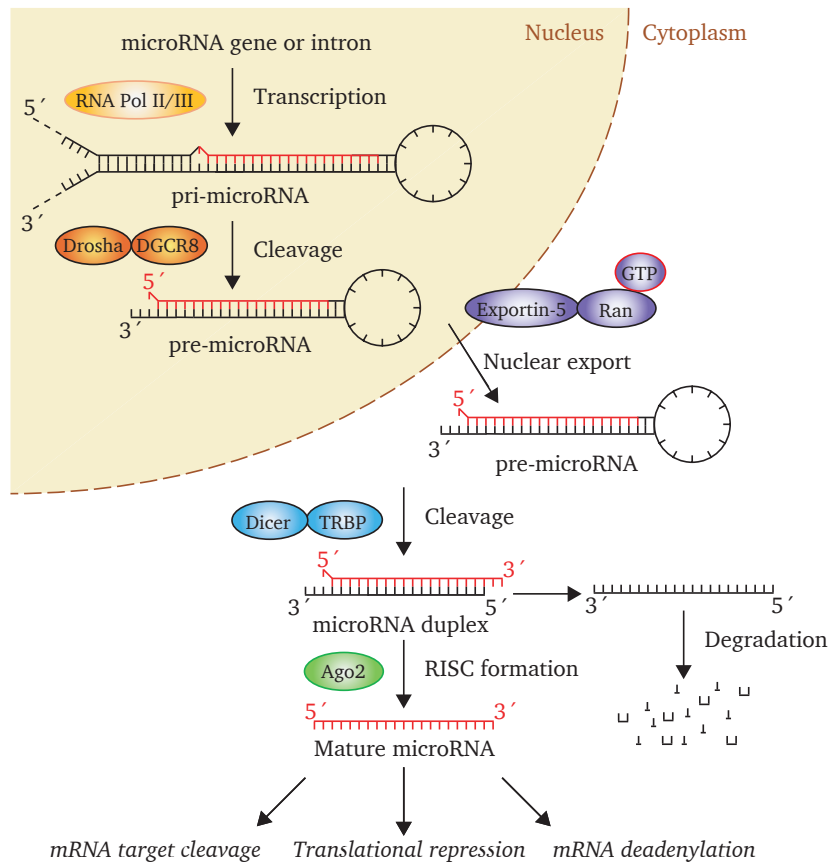 microRNA gene or intron
Nucleus
Cytoplasm
RNA Pol II/III
Transcription
5´
3´
pri-microRNA
Drosha
DGCR8
Cleavage
5´
3´
pre-microRNA
GTP
Exportin-5
Ran
Nuclear export
5´
3´
pre-microRNA
Dicer
TRBP
Cleavage
5´
3´
3´
5´
microRNA duplex
3´
5´
Degradation
Ago2
RISC formation
5´
3´
Mature microRNA
mRNA target cleavage
Translational repression
mRNA deadenylation